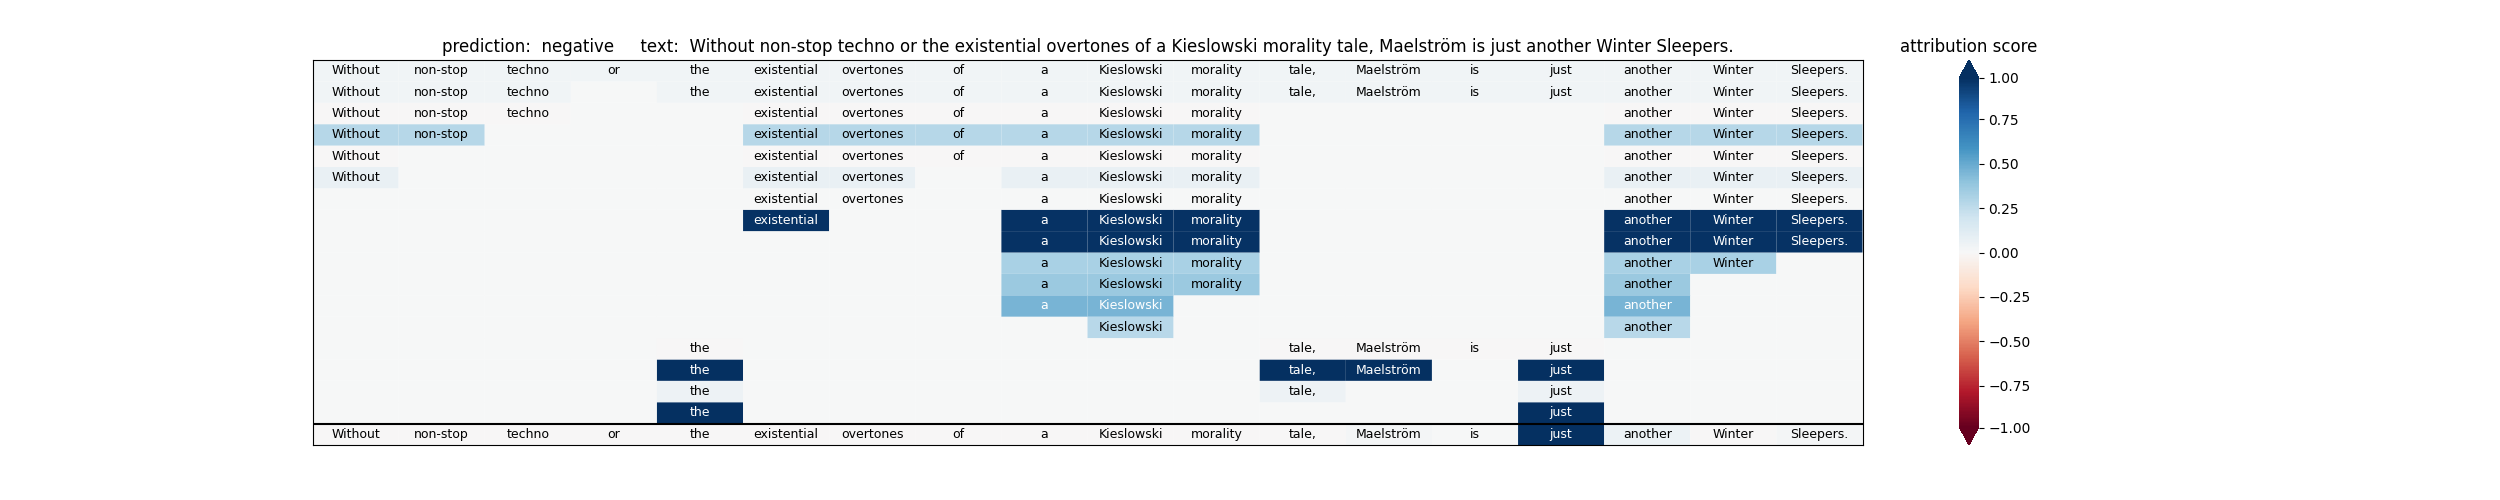 prediction: negative text: Without non-stop techno or the existential overtones of a Kieslowski morality tale, Maelström is just another Winter Sleepers.
attribution score
Without non-stop techno or the existential overtones of a Kieslowski morality tale, Maelström is just another Winter Sleepers.
Without non-stop techno the existential overtones of a Kieslowski morality tale, Maelström is just another Winter Sleepers.
Without non-stop techno existential overtones of a Kieslowski morality another Winter Sleepers.
Without non-stop existential overtones of a Kieslowski morality another Winter Sleepers.
Without existential overtones of a Kieslowski morality another Winter Sleepers.
Without existential overtones a Kieslowski morality another Winter Sleepers.
existential overtones a Kieslowski morality another Winter Sleepers.
existential a Kieslowski morality another Winter Sleepers.
a Kieslowski morality another Winter Sleepers.
a Kieslowski morality another Winter
a Kieslowski morality another
a Kieslowski another
Kieslowski another
the tale, Maelström is just
the tale, Maelström just
the tale, just
the just
Without non-stop techno or the existential overtones of a Kieslowski morality tale, Maelström is just another Winter Sleepers.
1.00
0.75
0.50
0.25
0.00
−0.25
−0.50
−0.75
−1.00